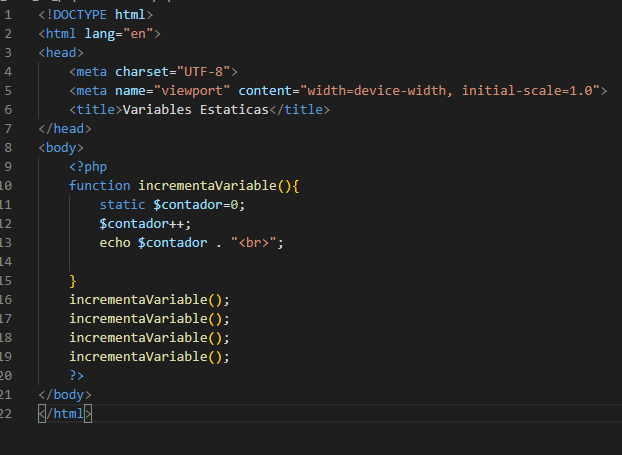 1 <!DOCTYPE html>
2 <html lang="en">
3 <head>
4     <meta charset="UTF-8">
5     <meta name="viewport" content="width=device-width, initial-scale=1.0">
6     <title>Variables Estaticas</title>
7 </head>
8 <body>
9     <?php
10     function incrementaVariable(){
11         static $contador=0;
12         $contador++;
13         echo $contador . "<br>";
14
15     }
16     incrementaVariable();
17     incrementaVariable();
18     incrementaVariable();
19     incrementaVariable();
20     ?>
21 </body>
22 </html>